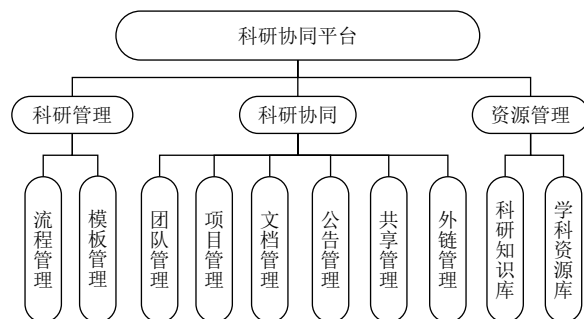 科研协同平台
科研管理
科研协同
资源管理
流程管理
模板管理
团队管理
项目管理
文档管理
公告管理
共享管理
外链管理
科研知识库
学科资源库